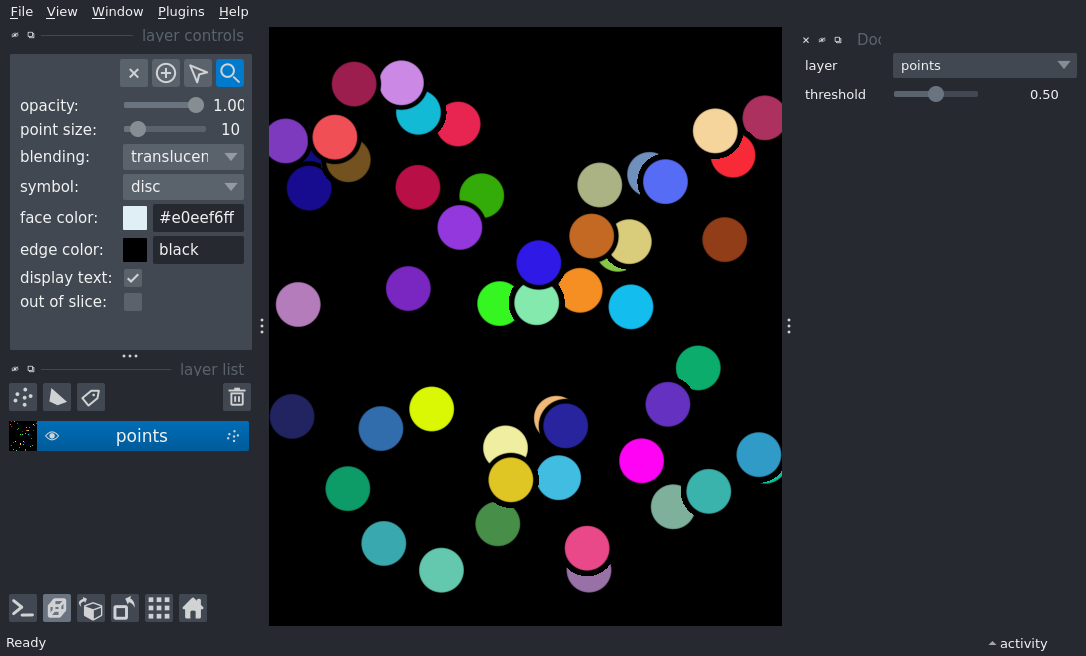 File View Window Plugins Help
layer controls
opacity: 1.00
point size: 10
blending: translucen
symbol: disc
face color: #e0eef6ff
edge color: black
display text:
out of slice:
layer list
points
Ready
Doc
layer points
threshold 0.50
activity